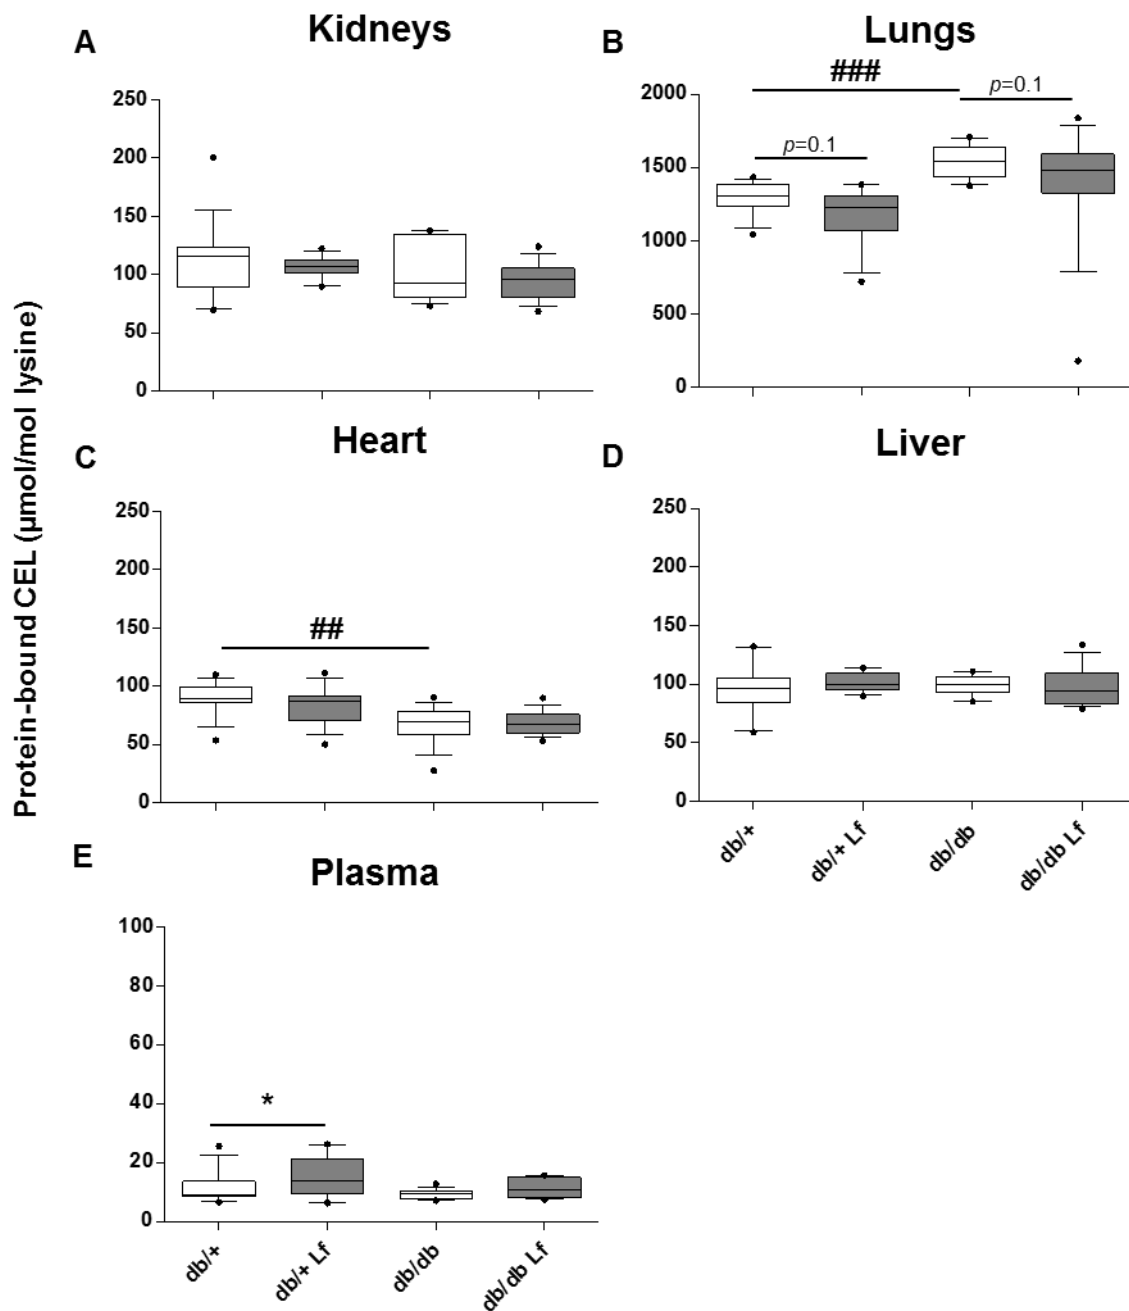 A
Kidneys
250
200
150
100
50
0
B
Lungs
###
p=0.1
p=0.1
2000
1500
1000
500
0
Protein-bound CEL (µmol/mol lysine)
C
Heart
##
250
200
150
100
50
0
D
Liver
250
200
150
100
50
0
db/+
db/+ Lf
db/db
db/db Lf
E
Plasma
*
100
80
60
40
20
0
db/+
db/+ Lf
db/db
db/db Lf